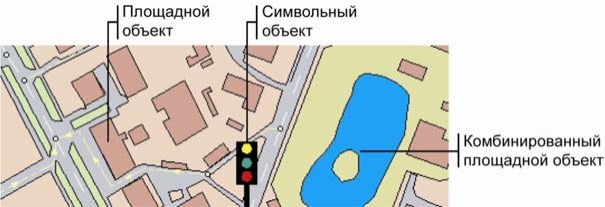 Площадной
объект
Символьный
объект
Комбинированный
площадной объект